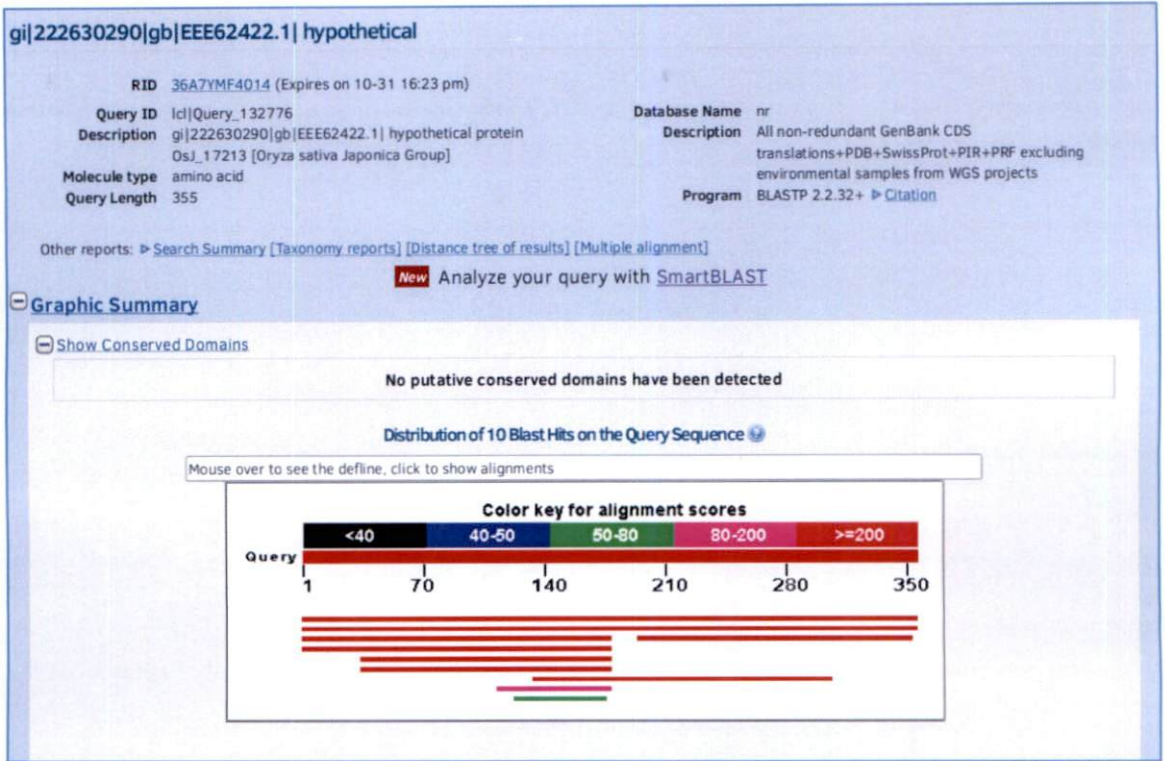 gi|222630290|gb|EEE62422.1| hypothetical
RID 36A7YMF4014 (Expires on 10-31 16:23 pm)
Query ID lcl|Query_132776
Description gi|222630290|gb|EEE62422.1| hypothetical protein
OsJ_17213 [Oryza sativa Japonica Group]
Molecule type amino acid
Query Length 355
Database Name nr
Description All non-redundant GenBank CDS
translations+PDB+SwissProt+PIR+PRF excluding
environmental samples from WGS projects
Program BLASTP 2.2.32+ Citation
Other reports: Search Summary [Taxonomy reports] [Distance tree of results] [Multiple alignment]
New Analyze your query with SmartBLAST
Graphic Summary
Show Conserved Domains
No putative conserved domains have been detected
Distribution of 10 Blast Hits on the Query Sequence
Mouse over to see the defline, click to show alignments
Color key for alignment scores
<40 40-50 50-80 80-200 >=200
Query
1 70 140 210 280 350